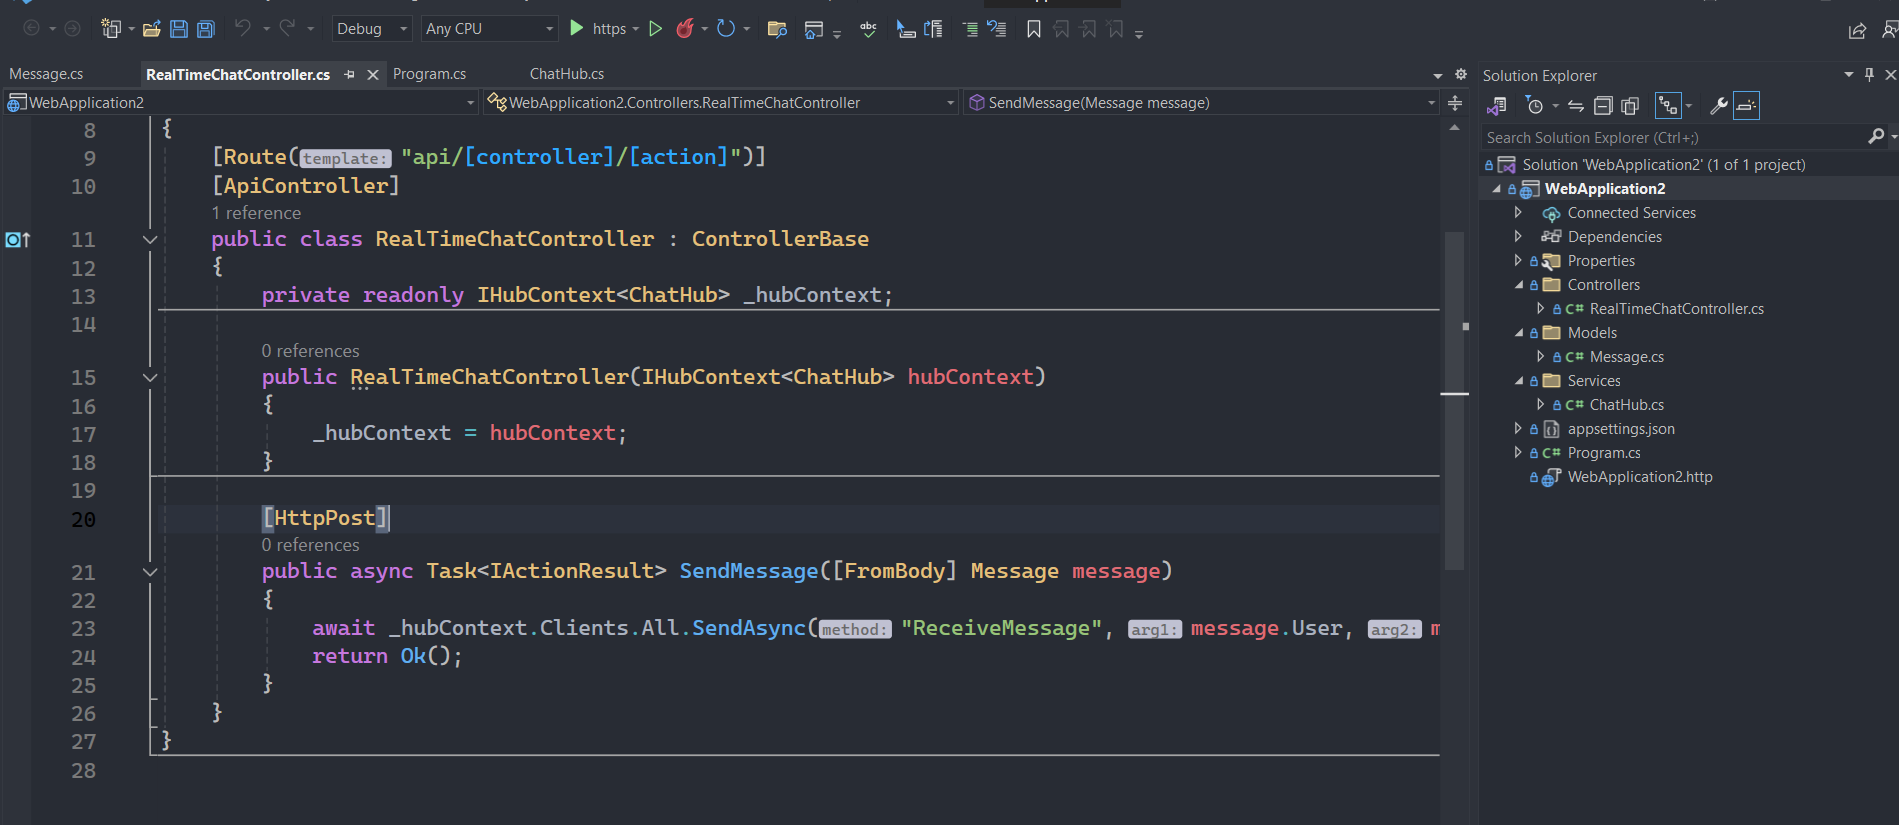 Debug
Any CPU
https
abc
Message.cs
RealTimeChatController.cs
Program.cs
ChatHub.cs
WebApplication2
WebApplication2.Controllers.RealTimeChatController
SendMessage(Message message)
8 {
9 [Route(template: "api/[controller]/[action]")]
10 [ApiController]
1 reference
11 public class RealTimeChatController : ControllerBase
12 {
13 private readonly IHubContext<ChatHub> _hubContext;
14
0 references
15 public RealTimeChatController(IHubContext<ChatHub> hubContext)
16 {
17 _hubContext = hubContext;
18 }
19
20 [HttpPost]
0 references
21 public async Task<IActionResult> SendMessage([FromBody] Message message)
22 {
23 await _hubContext.Clients.All.SendAsync(method: "ReceiveMessage", arg1: message.User, arg2: m
24 return Ok();
25 }
26 }
27 }
28
Solution Explorer
Search Solution Explorer (Ctrl+;)
Solution 'WebApplication2' (1 of 1 project)
WebApplication2
Connected Services
Dependencies
Properties
Controllers
C# RealTimeChatController.cs
Models
C# Message.cs
Services
C# ChatHub.cs
appsettings.json
C# Program.cs
WebApplication2.http